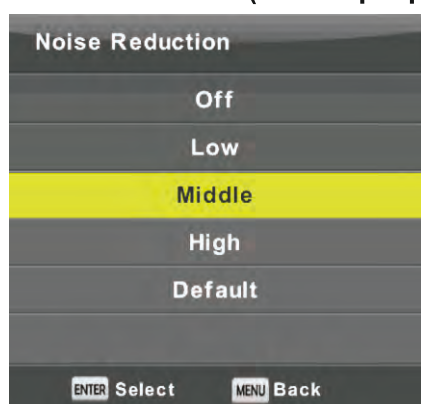 Noise Reduction
Off
Low
Middle
High
Default
ENTER Select MENU Back